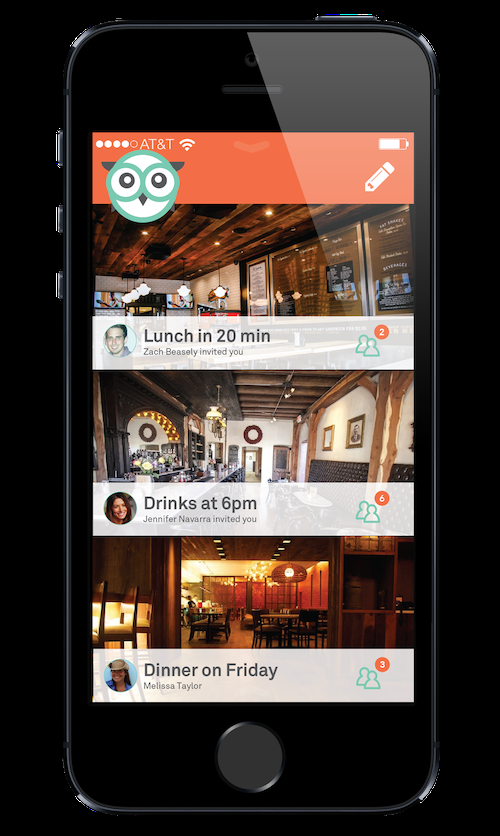 AT&T
Lunch in 20 min
Zach Beasely invited you
2
Drinks at 6pm
Jennifer Navarra invited you
6
Dinner on Friday
Melissa Taylor
3